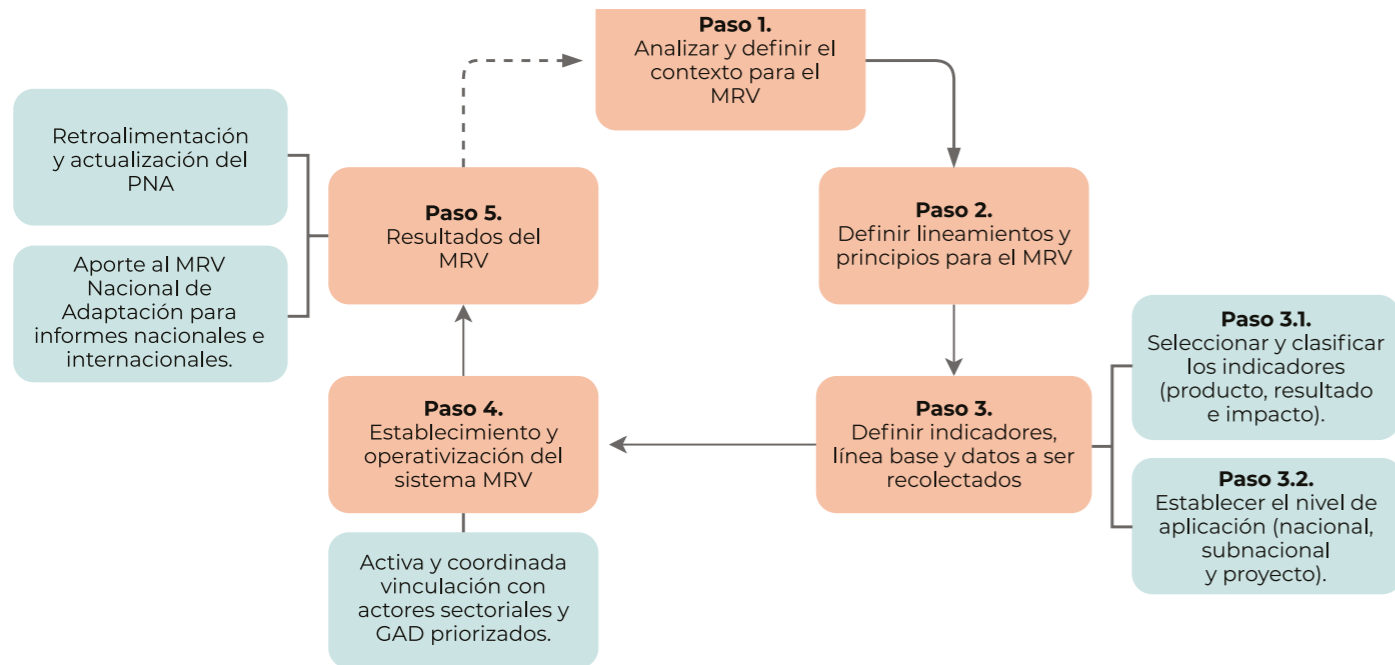 Paso 1.
Analizar y definir el
contexto para el
MRV
Retroalimentación
y actualización del
PNA
Paso 5.
Resultados del
MRV
Paso 2.
Definir lineamientos y
principios para el MRV
Aporte al MRV
Nacional de
Adaptación para
informes nacionales e
internacionales.
Paso 3.1.
Seleccionar y clasificar
los indicadores
(producto, resultado
e impacto).
Paso 4.
Establecimiento y
operativización del
sistema MRV
Paso 3.
Definir indicadores,
línea base y datos a ser
recolectados
Paso 3.2.
Establecer el nivel de
aplicación (nacional,
subnacional
y proyecto).
Activa y coordinada
vinculación con
actores sectoriales y
GAD priorizados.